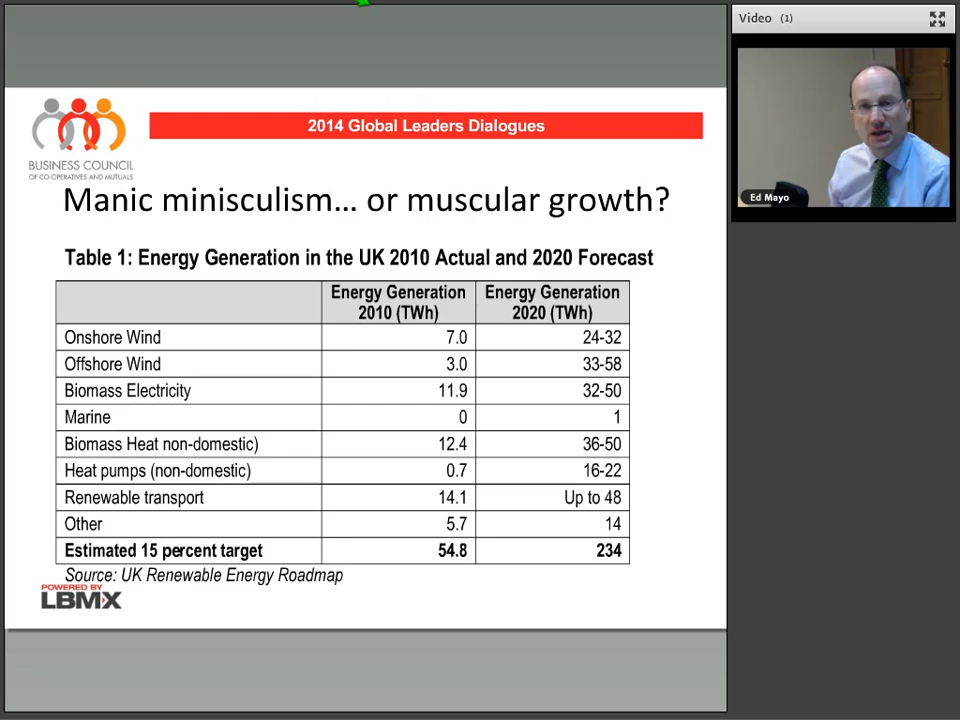 Video (1)
Ed Mayo
BUSINESS COUNCIL
OF CO-OPERATIVES AND MUTUALS
2014 Global Leaders Dialogues
Manic minisculism... or muscular growth?
Table 1: Energy Generation in the UK 2010 Actual and 2020 Forecast
Energy Generation 2010 (TWh) Energy Generation 2020 (TWh)
Onshore Wind 7.0 24-32
Offshore Wind 3.0 33-58
Biomass Electricity 11.9 32-50
Marine 0 1
Biomass Heat non-domestic) 12.4 36-50
Heat pumps (non-domestic) 0.7 16-22
Renewable transport 14.1 Up to 48
Other 5.7 14
Estimated 15 percent target 54.8 234
Source: UK Renewable Energy Roadmap
POWERED BY
LBMX